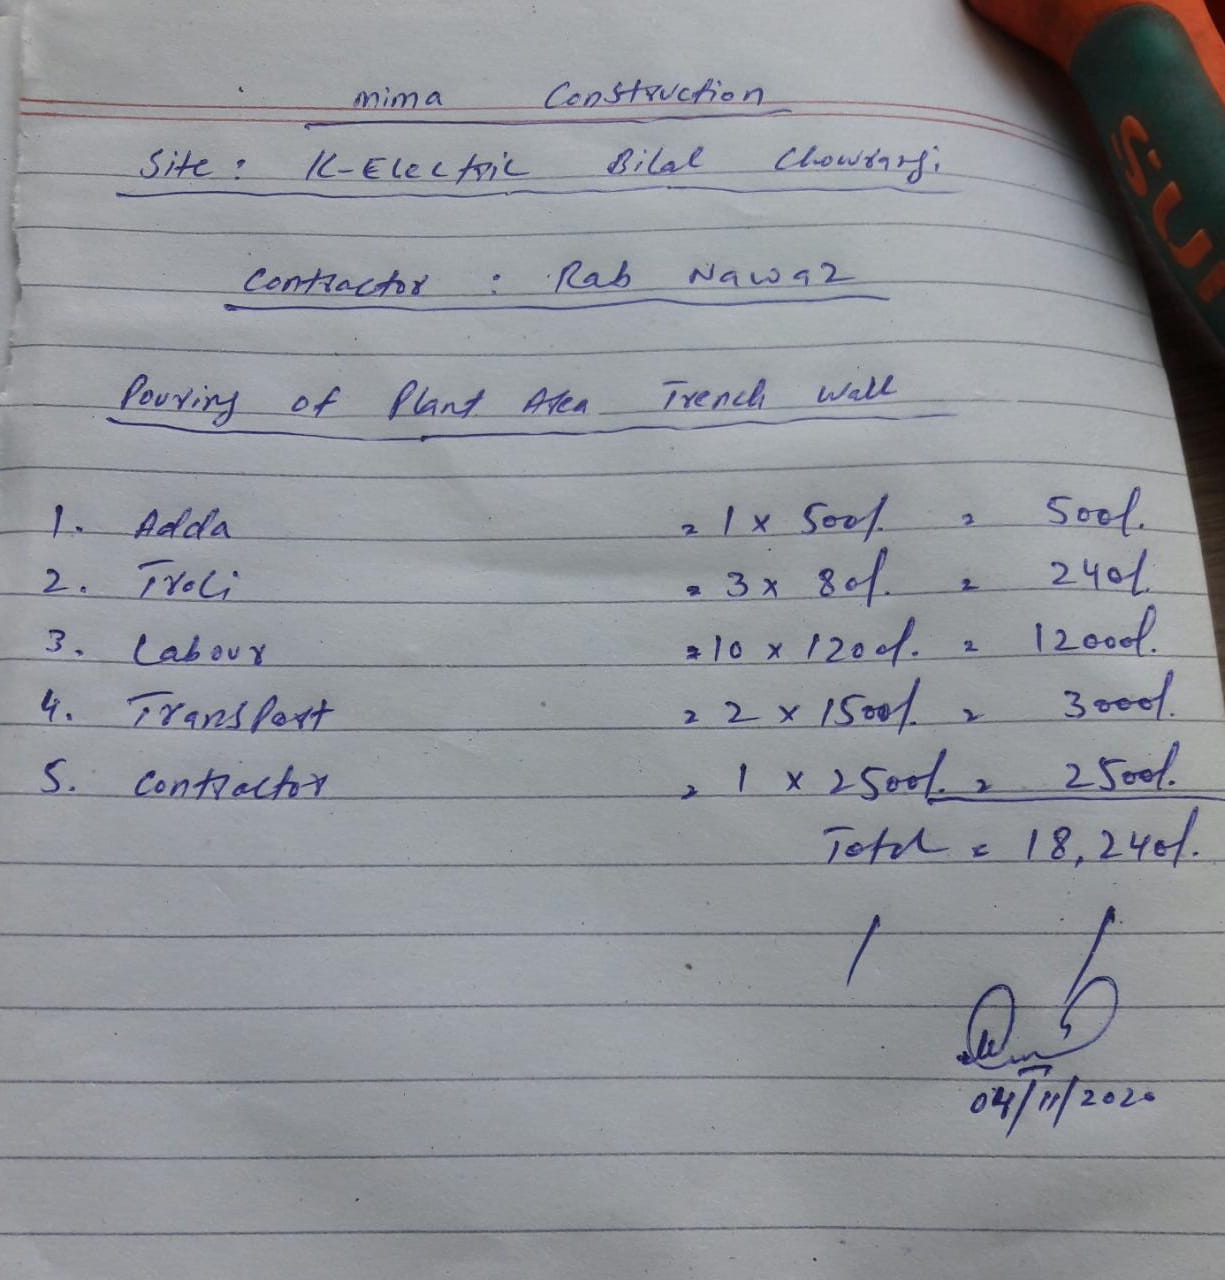 mima Construction
Site: K-Electric Bilal Chowrangi
Contractor : Rab Nawaz
Pouring of Plant Area Trench Wall
1. Adda = 1 x 500/. = 500/.
2. Troli = 3 x 80/. = 240/.
3. Labour = 10 x 1200/. = 12000/.
4. Transport = 2 x 1500/. = 3000/.
5. Contractor = 1 x 2500/. = 2500/.
Total = 18,240/.
04/11/2020